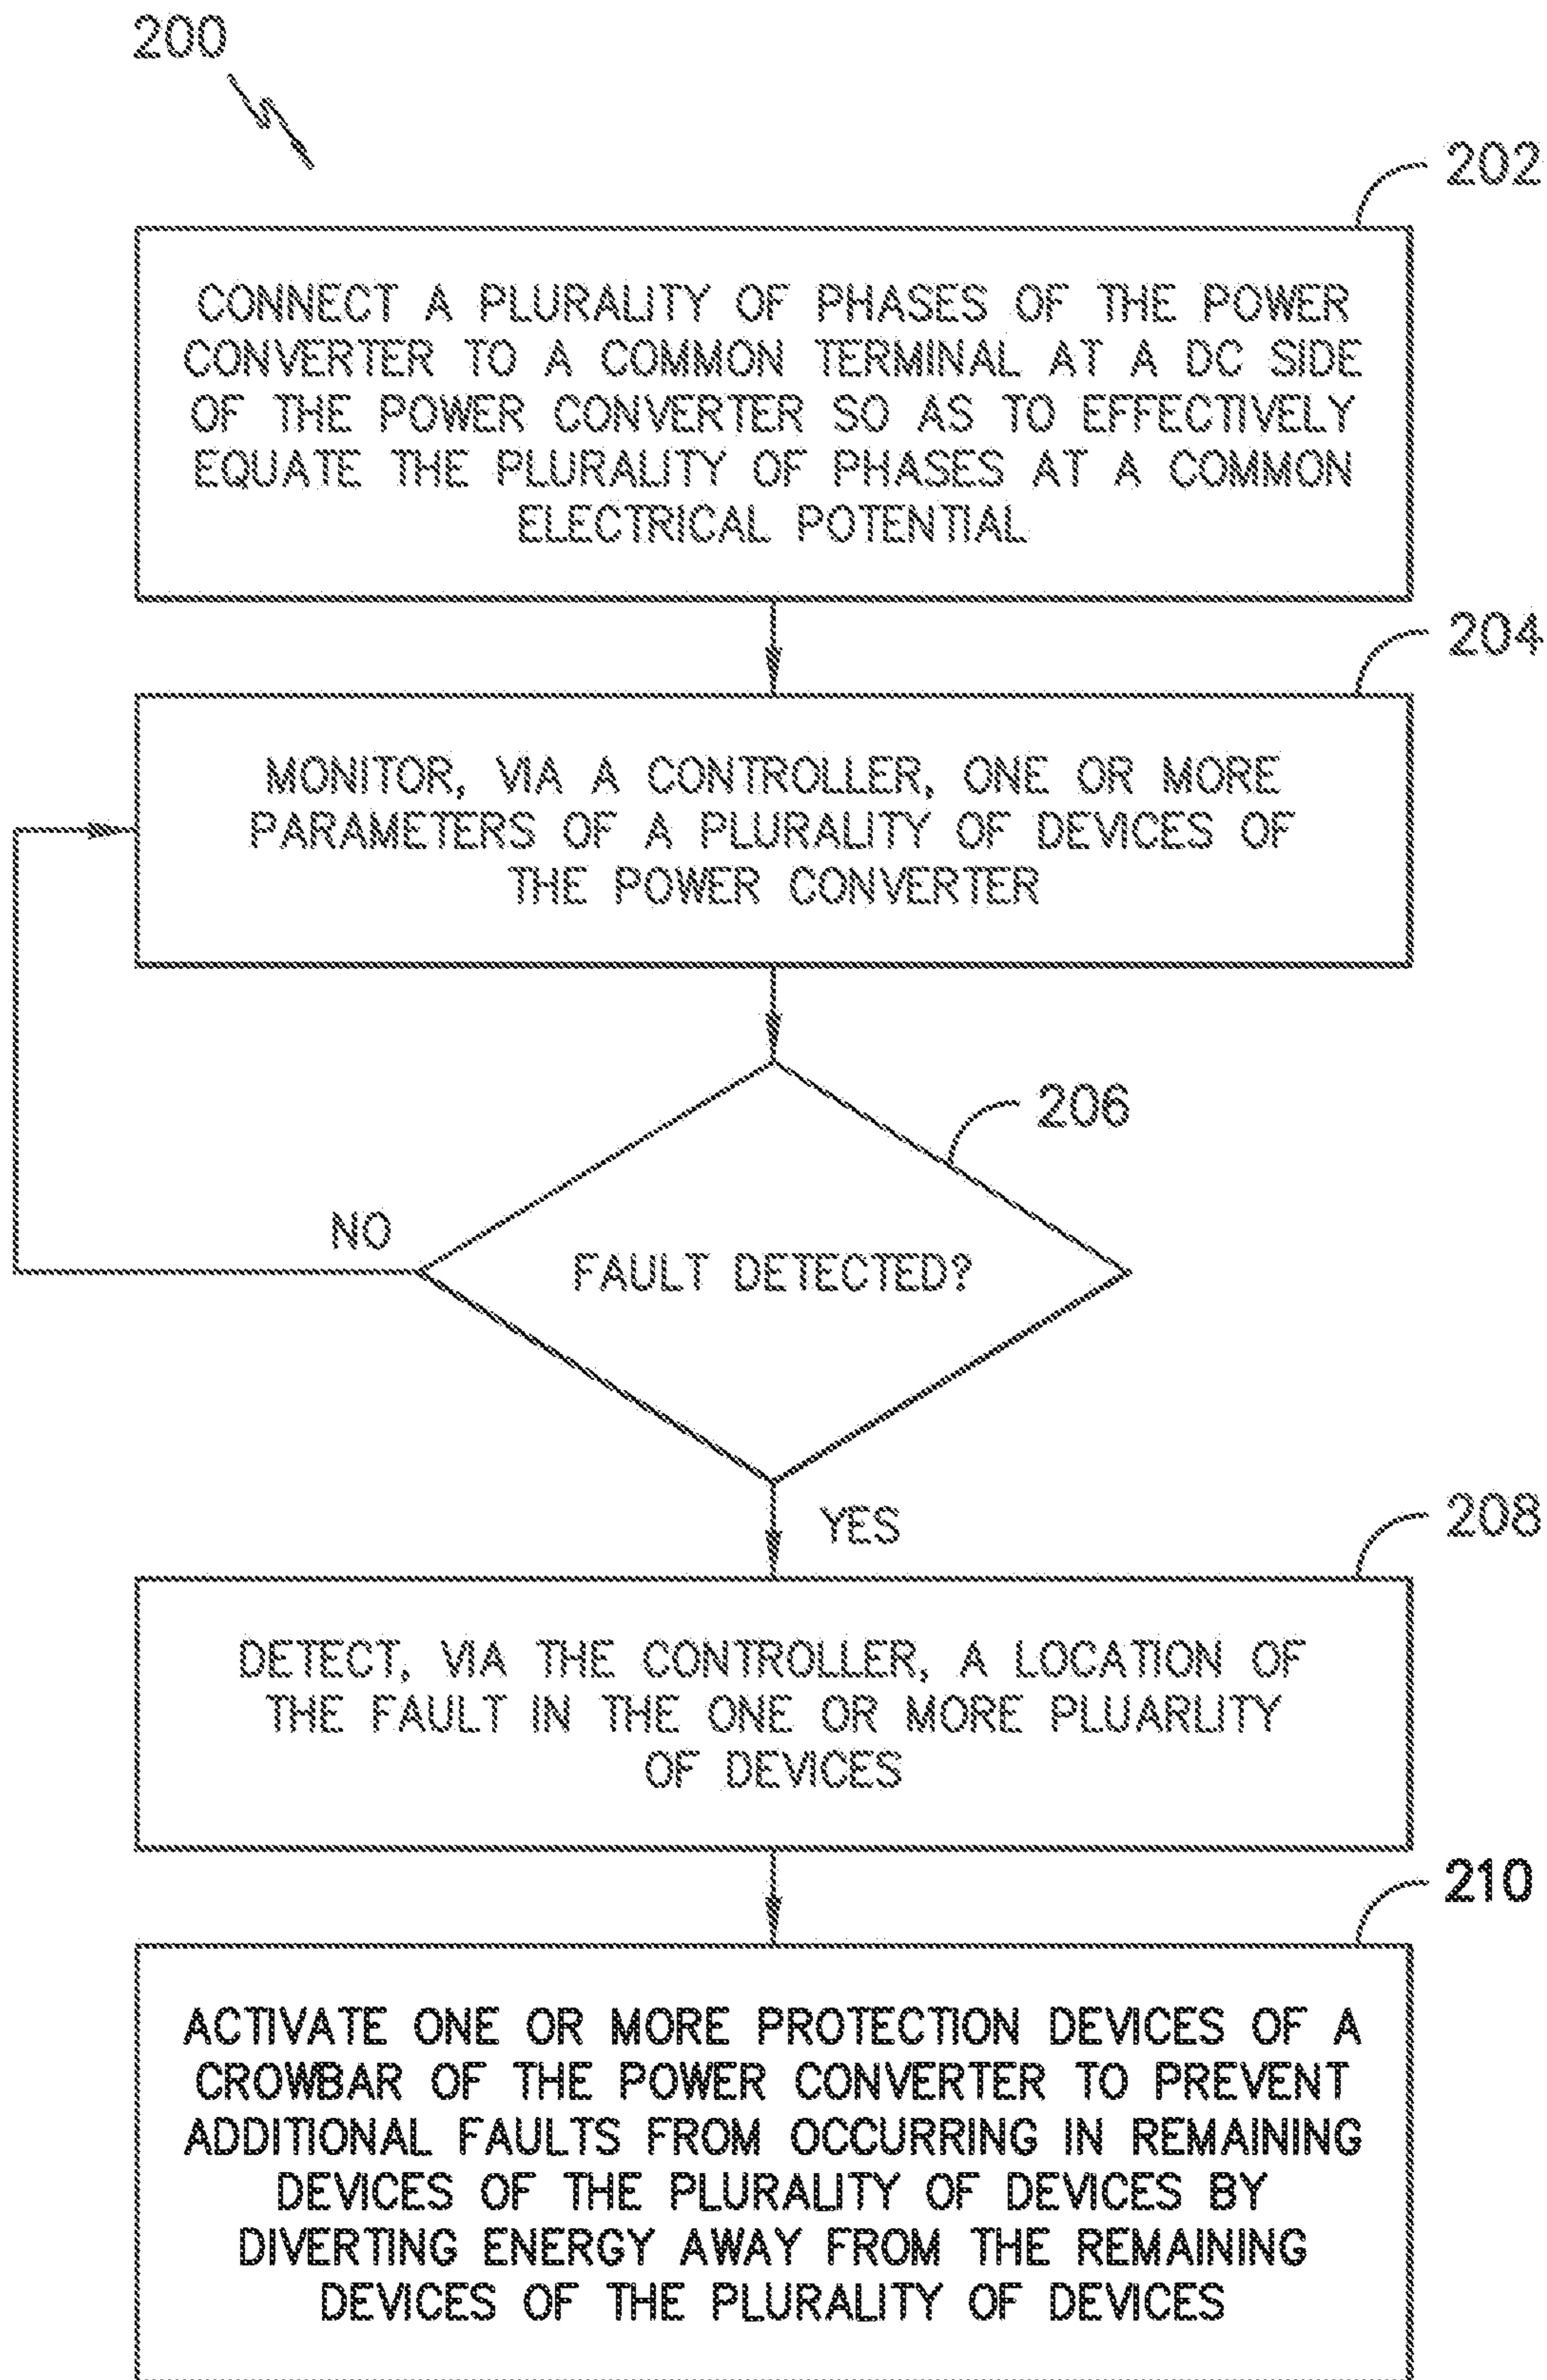 200
202
CONNECT A PLURALITY OF PHASES OF THE POWER
CONVERTER TO A COMMON TERMINAL AT A DC SIDE
OF THE POWER CONVERTER SO AS TO EFFECTIVELY
EQUATE THE PLURALITY OF PHASES AT A COMMON
ELECTRICAL POTENTIAL
204
MONITOR, VIA A CONTROLLER, ONE OR MORE
PARAMETERS OF A PLURALITY OF DEVICES OF
THE POWER CONVERTER
206
NO
FAULT DETECTED?
YES
208
DETECT, VIA THE CONTROLLER, A LOCATION OF
THE FAULT IN THE ONE OR MORE PLUARLITY
OF DEVICES
210
ACTIVATE ONE OR MORE PROTECTION DEVICES OF A
CROWBAR OF THE POWER CONVERTER TO PREVENT
ADDITIONAL FAULTS FROM OCCURRING IN REMAINING
DEVICES OF THE PLURALITY OF DEVICES BY
DIVERTING ENERGY AWAY FROM THE REMAINING
DEVICES OF THE PLURALITY OF DEVICES